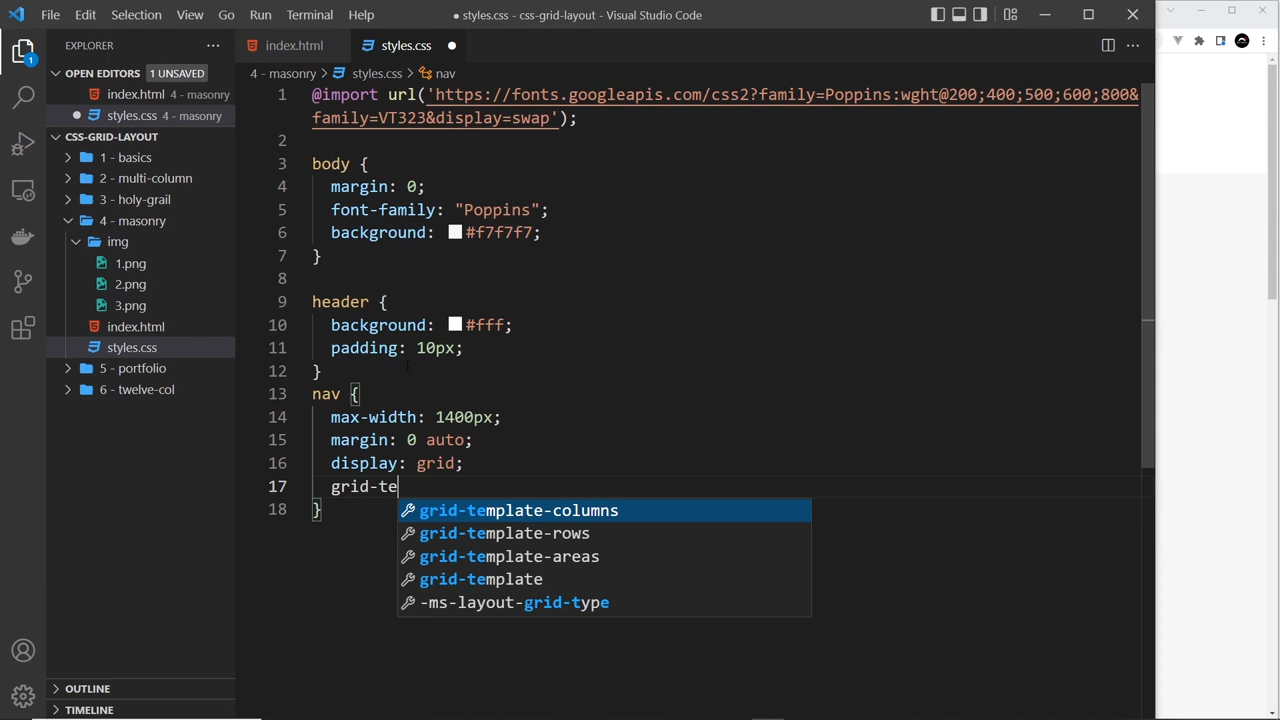 File Edit Selection View Go Run Terminal Help
● styles.css - css-grid-layout - Visual Studio Code
EXPLORER
index.html
styles.css
OPEN EDITORS 1 UNSAVED
index.html 4 - masonry
styles.css 4 - masonry
CSS-GRID-LAYOUT
1 - basics
2 - multi-column
3 - holy-grail
4 - masonry
img
1.png
2.png
3.png
index.html
styles.css
5 - portfolio
6 - twelve-col
OUTLINE
TIMELINE
1
4 - masonry > styles.css > nav
1 @import url('https://fonts.googleapis.com/css2?family=Poppins:wght@200;400;500;600;800&
family=VT323&display=swap');
2
3 body {
4 margin: 0;
5 font-family: "Poppins";
6 background: #f7f7f7;
7 }
8
9 header {
10 background: #fff;
11 padding: 10px;
12 }
13 nav {
14 max-width: 1400px;
15 margin: 0 auto;
16 display: grid;
17 grid-te
18 }
grid-template-columns
grid-template-rows
grid-template-areas
grid-template
-ms-layout-grid-type